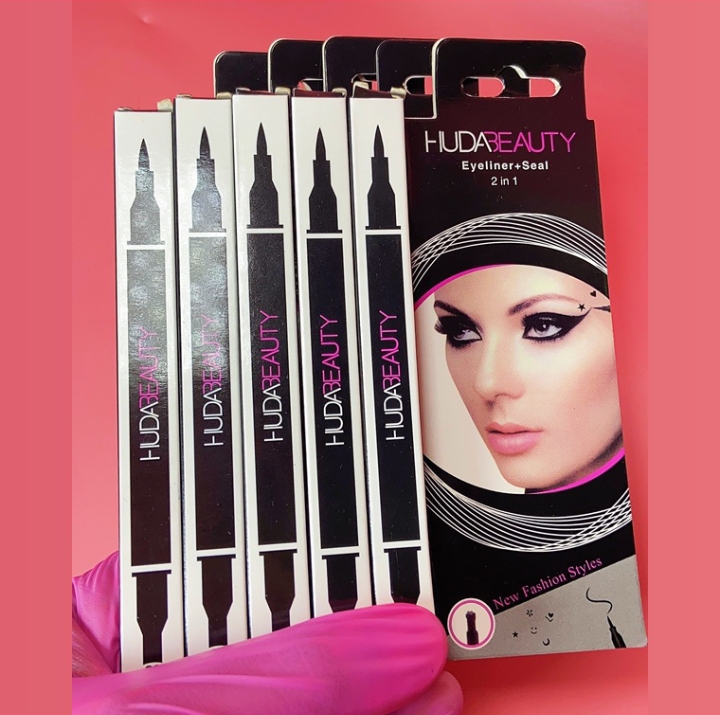 HUDABEAUTY
Eyeliner+Seal
2 in 1
New Fashion Styles
HUDABEAUTY
HUDABEAUTY
HUDABEAUTY
HUDABEAUTY
HUDABEAUTY